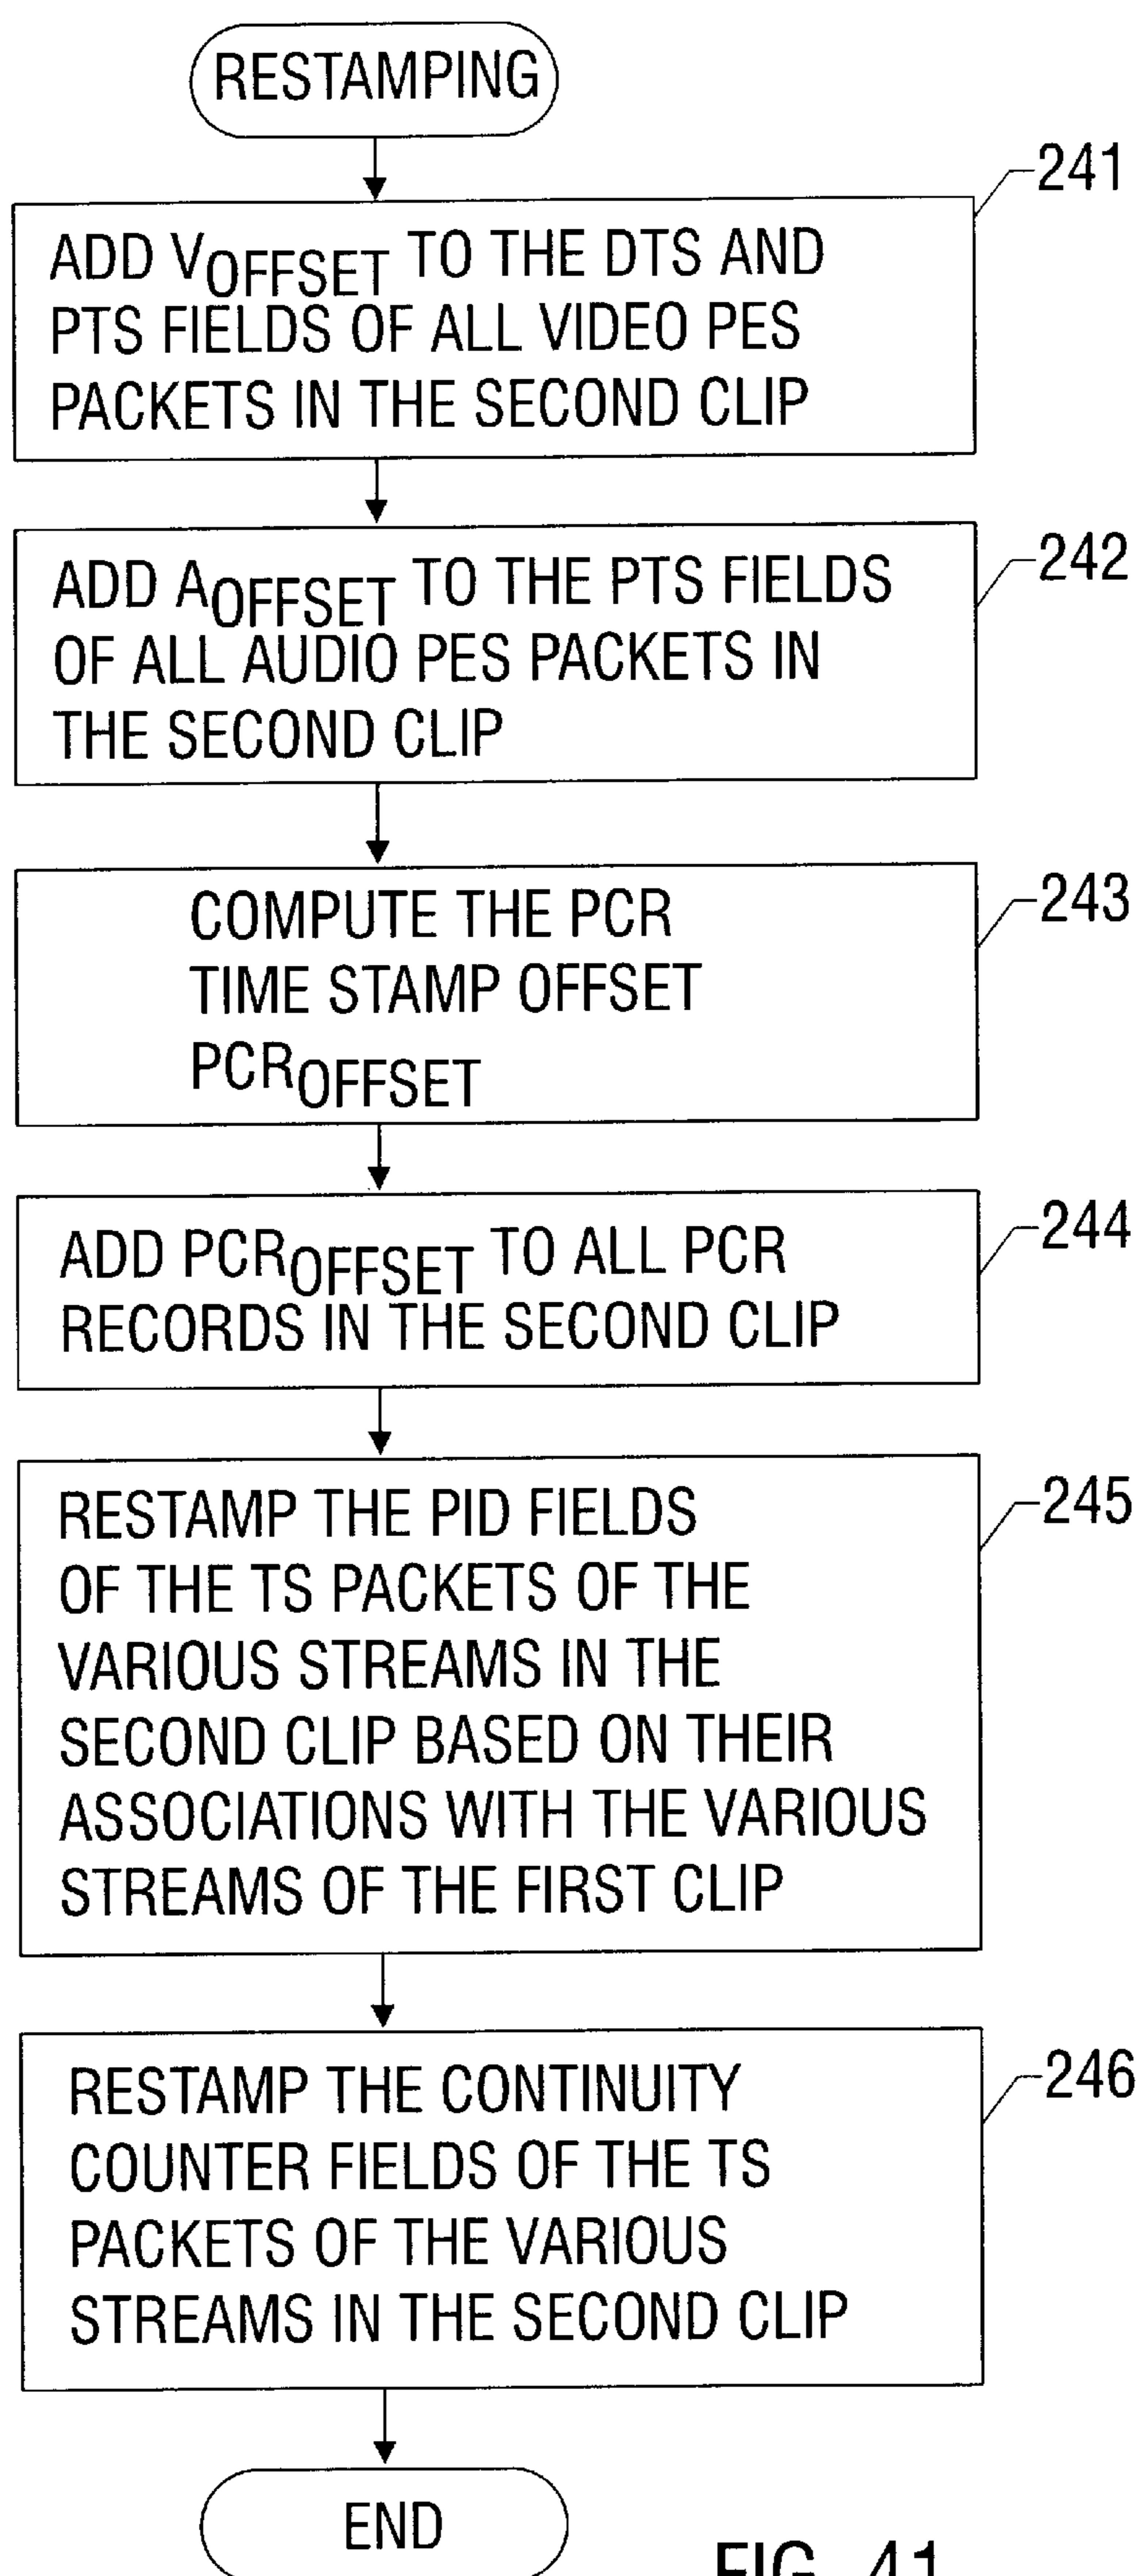 RESTAMPING
241
ADD VOFFSET TO THE DTS AND
PTS FIELDS OF ALL VIDEO PES
PACKETS IN THE SECOND CLIP
242
ADD AOFFSET TO THE PTS FIELDS
OF ALL AUDIO PES PACKETS IN
THE SECOND CLIP
243
COMPUTE THE PCR
TIME STAMP OFFSET
PCROFFSET
244
ADD PCROFFSET TO ALL PCR
RECORDS IN THE SECOND CLIP
245
RESTAMP THE PID FIELDS
OF THE TS PACKETS OF THE
VARIOUS STREAMS IN THE
SECOND CLIP BASED ON THEIR
ASSOCIATIONS WITH THE VARIOUS
STREAMS OF THE FIRST CLIP
246
RESTAMP THE CONTINUITY
COUNTER FIELDS OF THE TS
PACKETS OF THE VARIOUS
STREAMS IN THE SECOND CLIP
END
FIG. 41